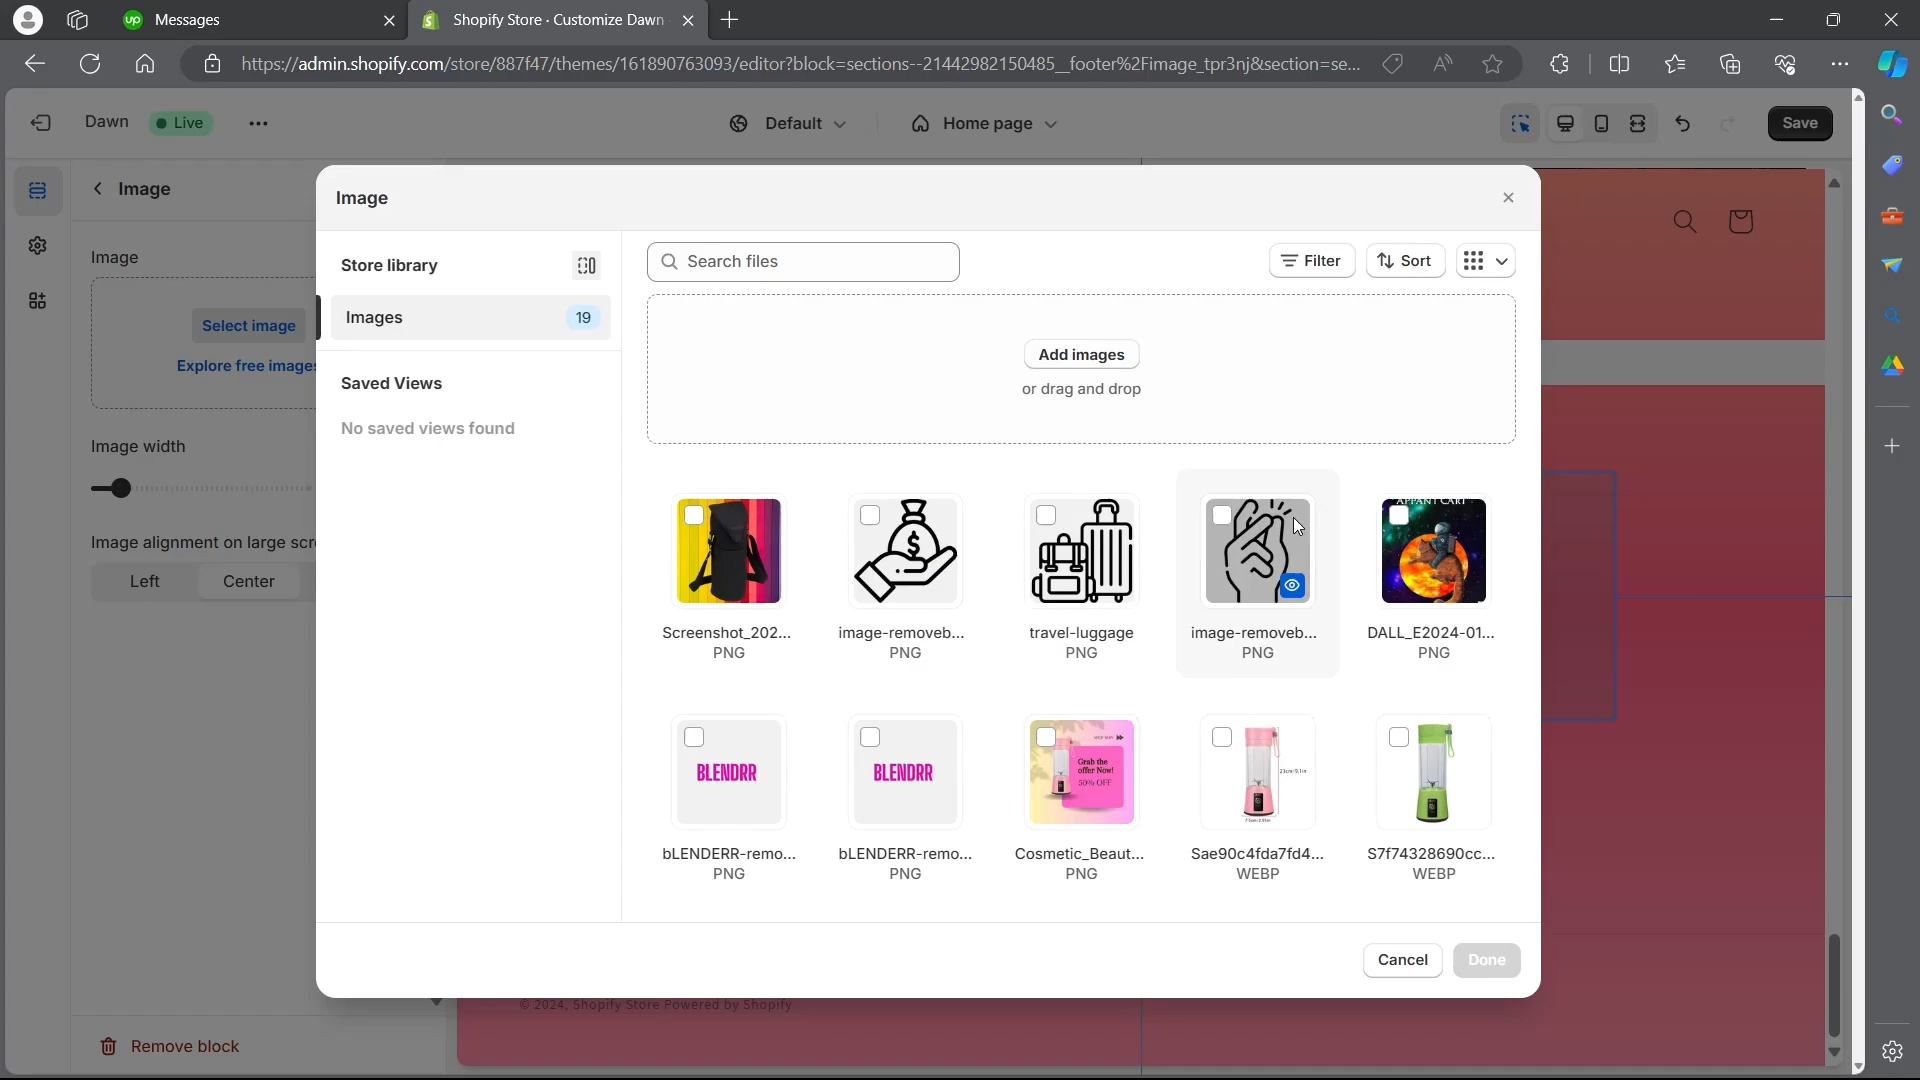 Messages
Shopify Store · Customize Dawn
https://admin.shopify.com/store/887f47/themes/161890763093/editor?block=sections--21442982150485__footer%2Fimage_tpr3nj&section=se...
Dawn
Live
Default
Home page
Save
Image
Image
Select image
Explore free images
Image width
Image alignment on large scr
Left
Center
Remove block
Image
Store library
Images
19
Saved Views
No saved views found
Search files
Filter
Sort
Add images
or drag and drop
Screenshot_202...
PNG
image-removeb...
PNG
travel-luggage
PNG
image-removeb...
PNG
DALL_E2024-01...
PNG
BLENDRR
bLENDERR-remo...
PNG
BLENDRR
bLENDERR-remo...
PNG
Grab the
offer Now!
50% OFF
Cosmetic_Beaut...
PNG
23cm/9.1in
Sae90c4fda7fd4...
WEBP
S7f74328690cc...
WEBP
Cancel
Done
© 2024, Shopify Store Powered by Shopify